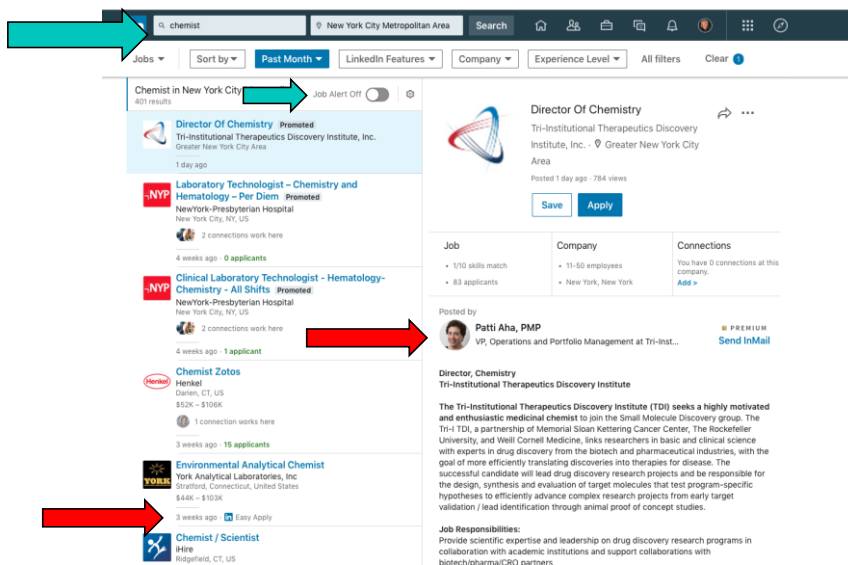 chemist
New York City Metropolitan Area
Search
Jobs
Sort by
Past Month
LinkedIn Features
Company
Experience Level
All filters
Clear 1
Chemist in New York City
401 results
Job Alert Off
Director Of Chemistry Promoted
Tri-Institutional Therapeutics Discovery Institute, Inc.
Greater New York City Area
1 day ago
NYP
Laboratory Technologist – Chemistry and
Hematology – Per Diem Promoted
NewYork-Presbyterian Hospital
New York City, NY, US
2 connections work here
4 weeks ago · 0 applicants
NYP
Clinical Laboratory Technologist - Hematology-
Chemistry - All Shifts Promoted
NewYork-Presbyterian Hospital
New York City, NY, US
2 connections work here
4 weeks ago · 1 applicant
Henkel
Chemist Zotos
Henkel
Darien, CT, US
$52K – $106K
1 connection works here
3 weeks ago · 15 applicants
YORK
Environmental Analytical Chemist
York Analytical Laboratories, Inc
Stratford, Connecticut, United States
$44K – $103K
3 weeks ago · in Easy Apply
Chemist / Scientist
iHire
Ridgefield, CT, US
Director Of Chemistry
Tri-Institutional Therapeutics Discovery
Institute, Inc. · Greater New York City
Area
Posted 1 day ago · 784 views
Save
Apply
Job
• 1/10 skills match
• 83 applicants
Company
• 11-50 employees
• New York, New York
Connections
You have 0 connections at this
company.
Add »
Posted by
Patti Aha, PMP
VP, Operations and Portfolio Management at Tri-Inst...
PREMIUM
Send InMail
Director, Chemistry
Tri-Institutional Therapeutics Discovery Institute
The Tri-Institutional Therapeutics Discovery Institute (TDI) seeks a highly motivated
and enthusiastic medicinal chemist to join the Small Molecule Discovery group. The
Tri-I TDI, a partnership of Memorial Sloan Kettering Cancer Center, The Rockefeller
University, and Weill Cornell Medicine, links researchers in basic and clinical science
with experts in drug discovery from the biotech and pharmaceutical industries, with the
goal of more efficiently translating discoveries into therapies for disease. The
successful candidate will lead drug discovery research projects and be responsible for
the design, synthesis and evaluation of target molecules that test program-specific
hypotheses to efficiently advance complex research projects from early target
validation / lead identification through animal proof of concept studies.
Job Responsibilities:
Provide scientific expertise and leadership on drug discovery research programs in
collaboration with academic institutions and support collaborations with
biotech/pharma/CRO partners